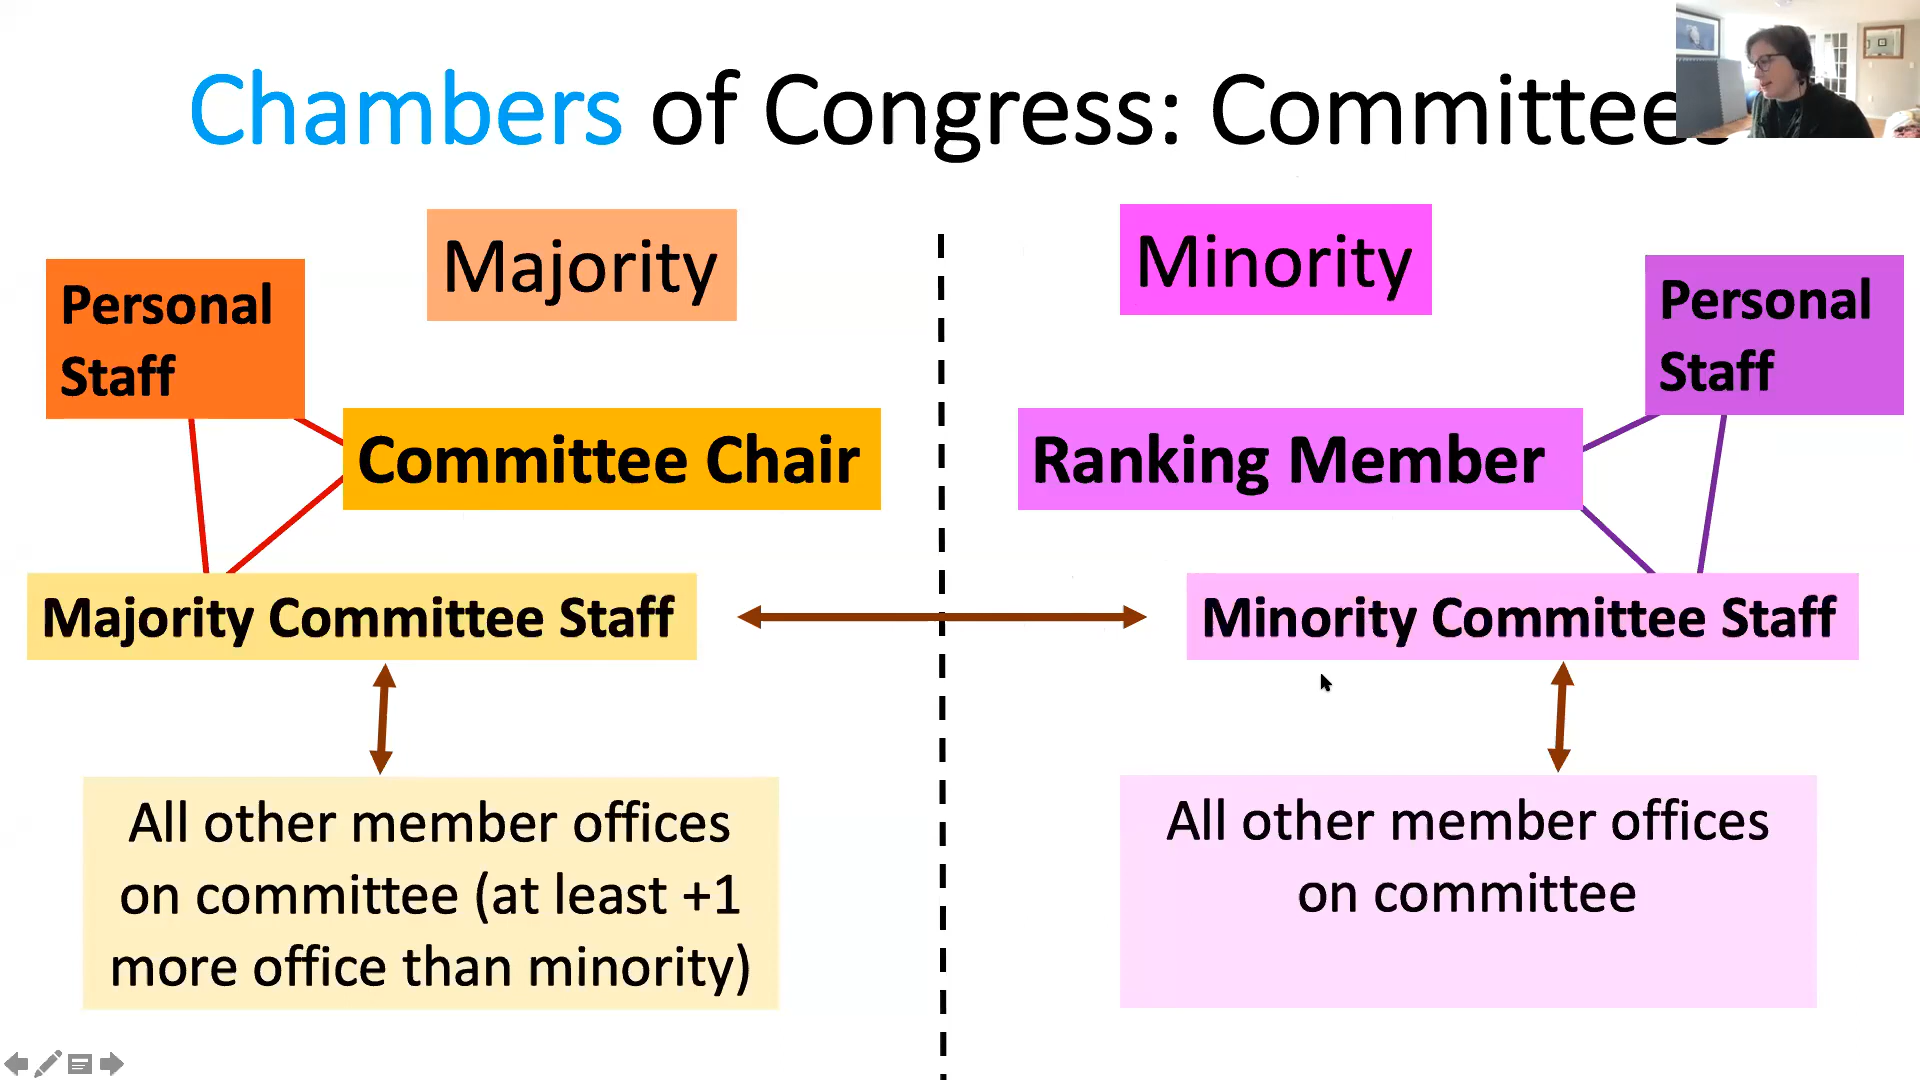 Chambers of Congress: Committees
Majority
Minority
Personal
Staff
Personal
Staff
Committee Chair
Ranking Member
Majority Committee Staff
Minority Committee Staff
All other member offices
on committee (at least +1
more office than minority)
All other member offices
on committee